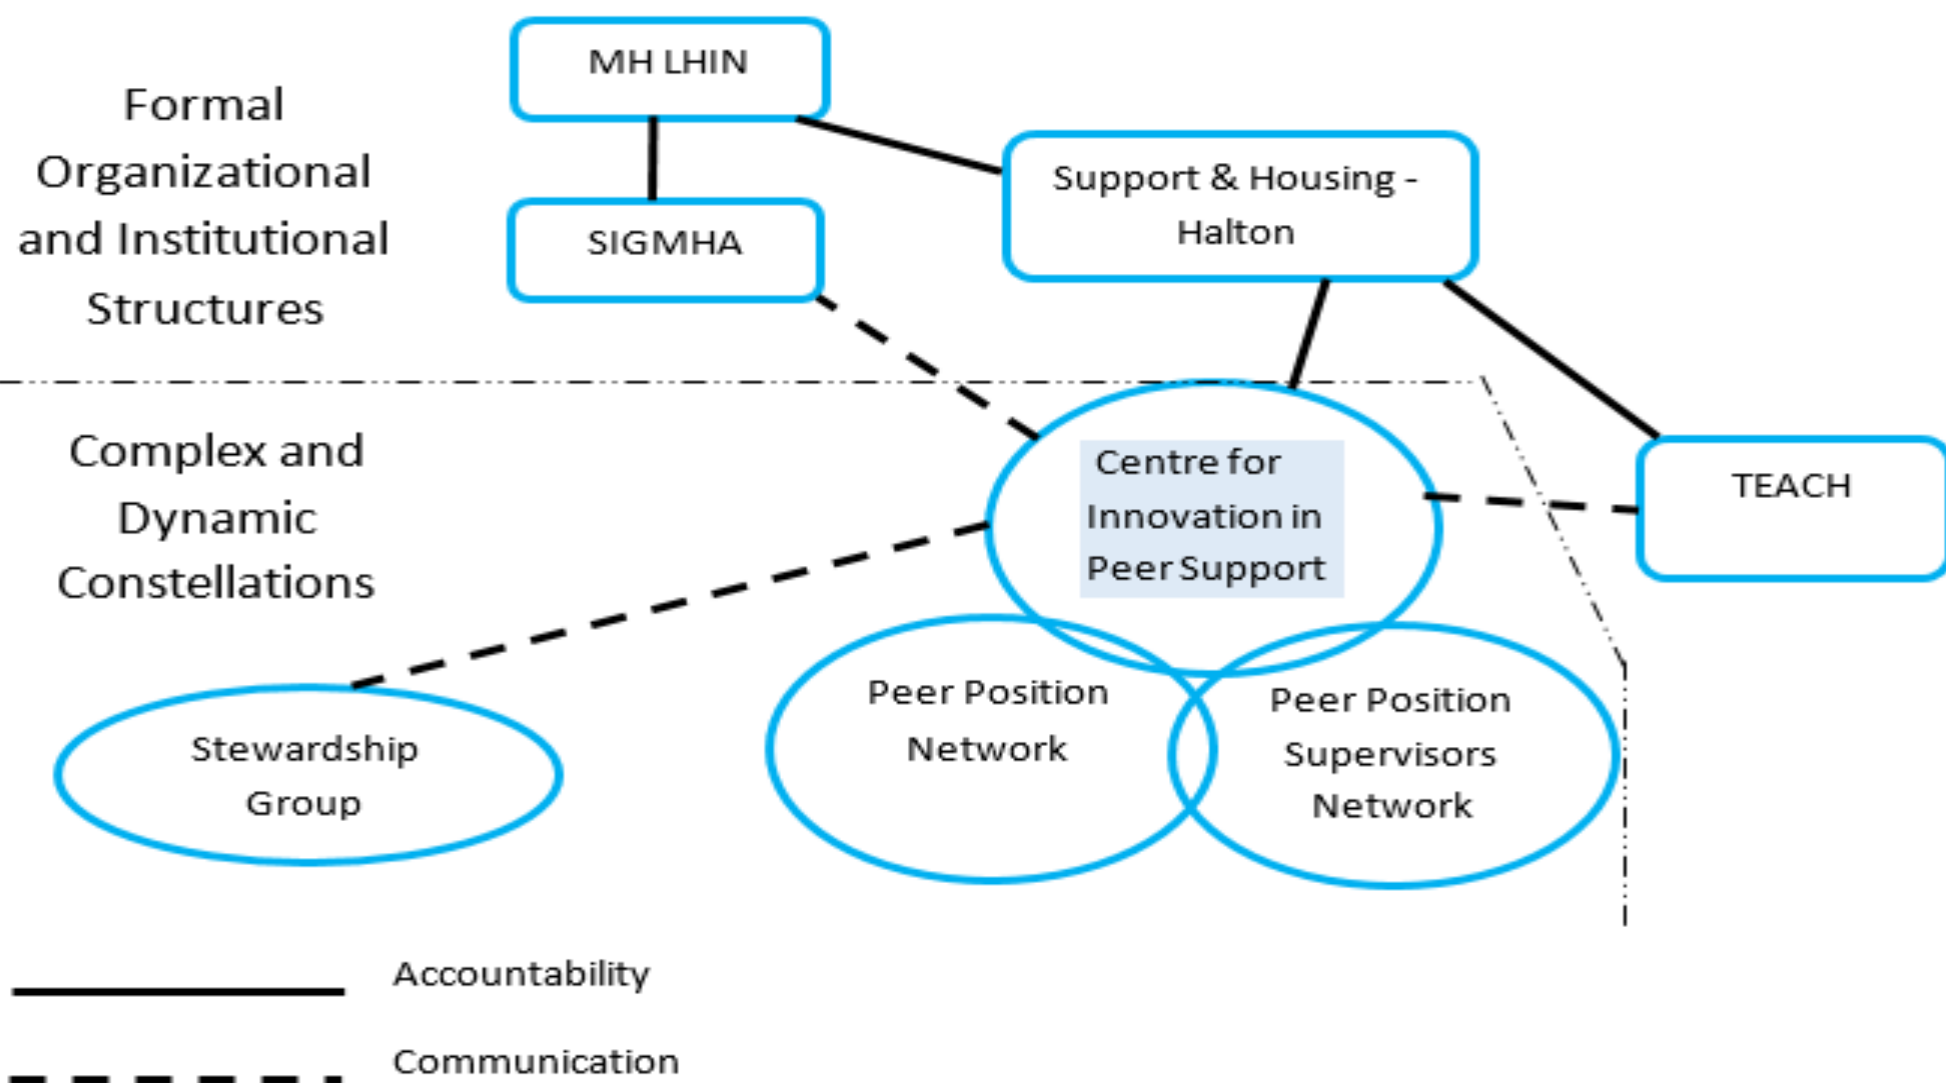 MH LHIN
Formal
Organizational
and Institutional
Structures
Support & Housing -
Halton
SIGMHA
Complex and
Dynamic
Constellations
Centre for
Innovation in
Peer Support
TEACH
Stewardship
Group
Peer Position
Network
Peer Position
Supervisors
Network
Accountability
Communication